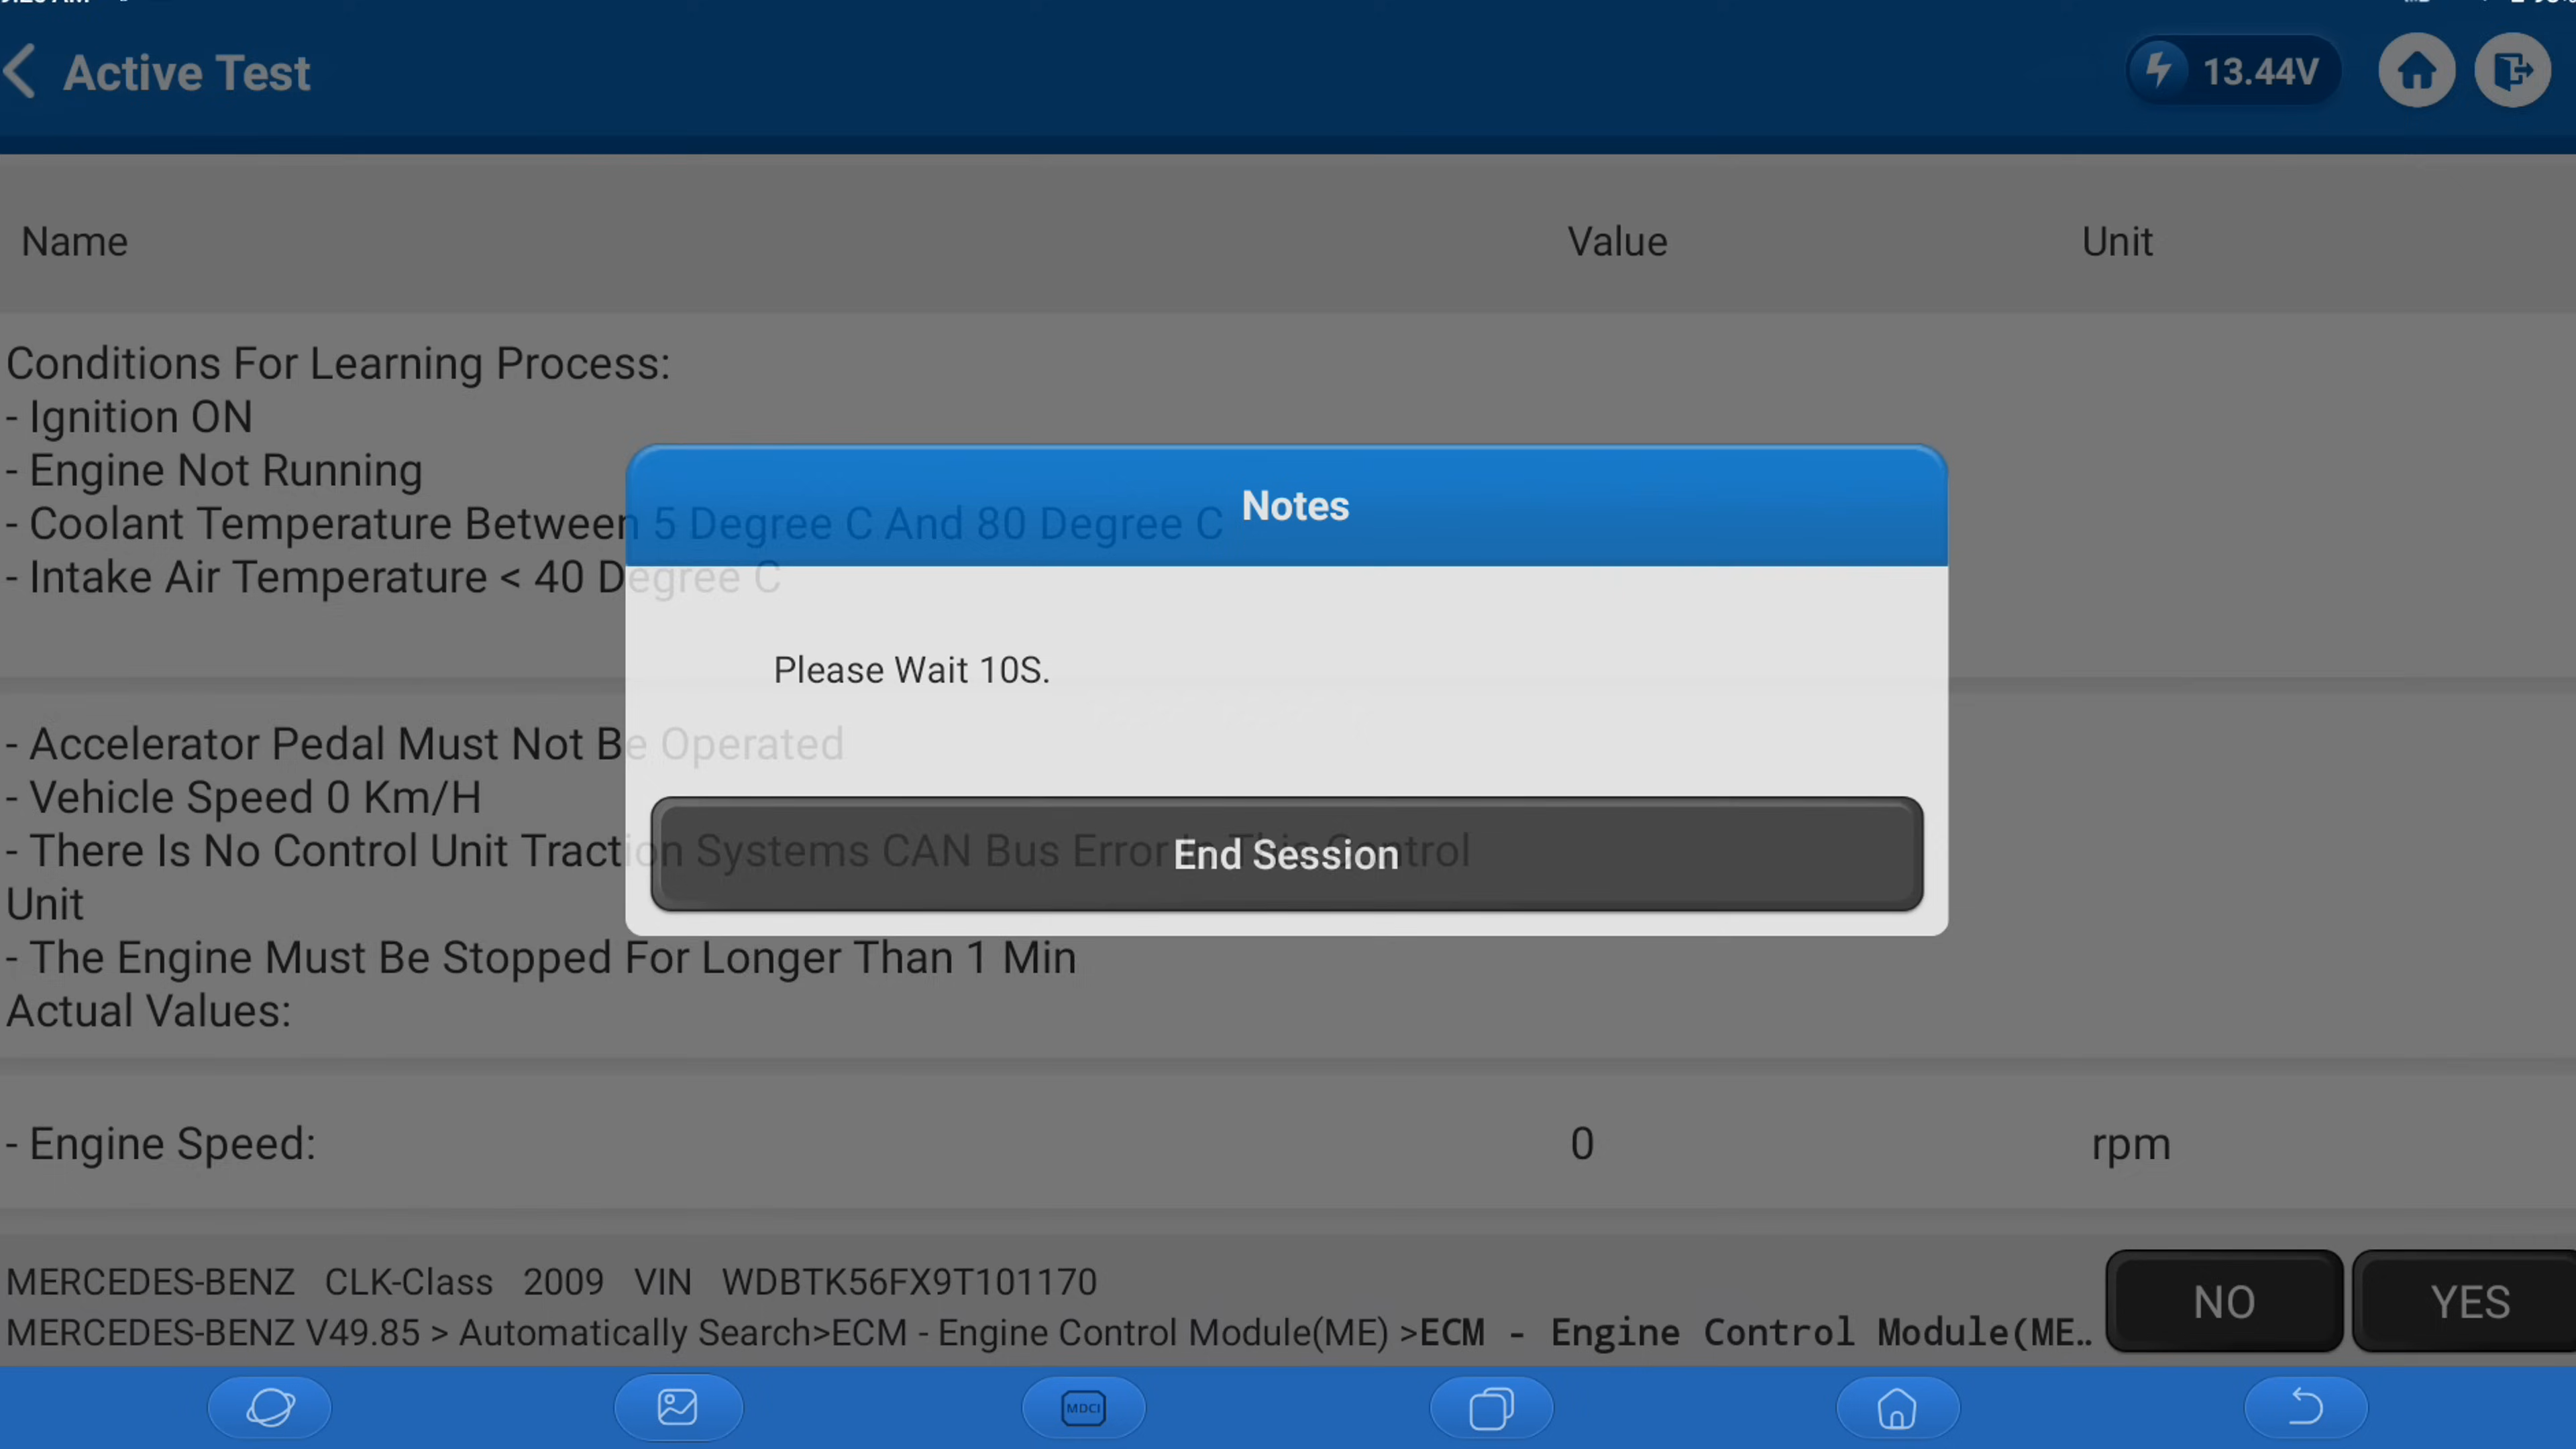 Active Test
13.44V
Name Value Unit
Conditions For Learning Process:
- Ignition ON
- Engine Not Running
- Coolant Temperature Between 5 Degree C And 80 Degree C
- Intake Air Temperature < 40 Degree C
Notes
Please Wait 10S.
End Session
- Accelerator Pedal Must Not Be Operated
- Vehicle Speed 0 Km/H
- There Is No Control Unit Traction Systems CAN Bus Error In This Control
Unit
- The Engine Must Be Stopped For Longer Than 1 Min
Actual Values:
- Engine Speed: 0 rpm
MERCEDES-BENZ CLK-Class 2009 VIN WDBTK56FX9T101170
MERCEDES-BENZ V49.85 > Automatically Search>ECM - Engine Control Module(ME) >ECM - Engine Control Module(ME…
NO YES
MDCI